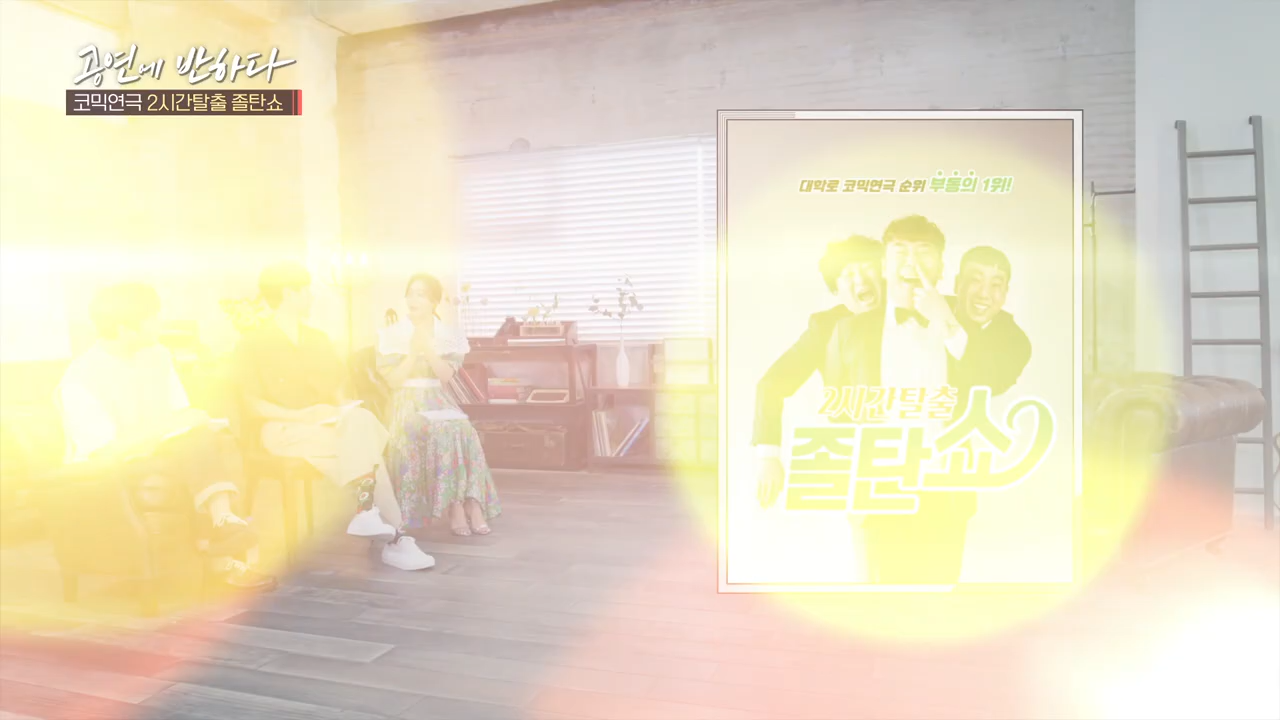 공연에 반하다
코믹연극 2시간탈출 졸탄쇼
대학로 코믹연극 순위 부동의 1위!
2시간탈출
졸탄쇼